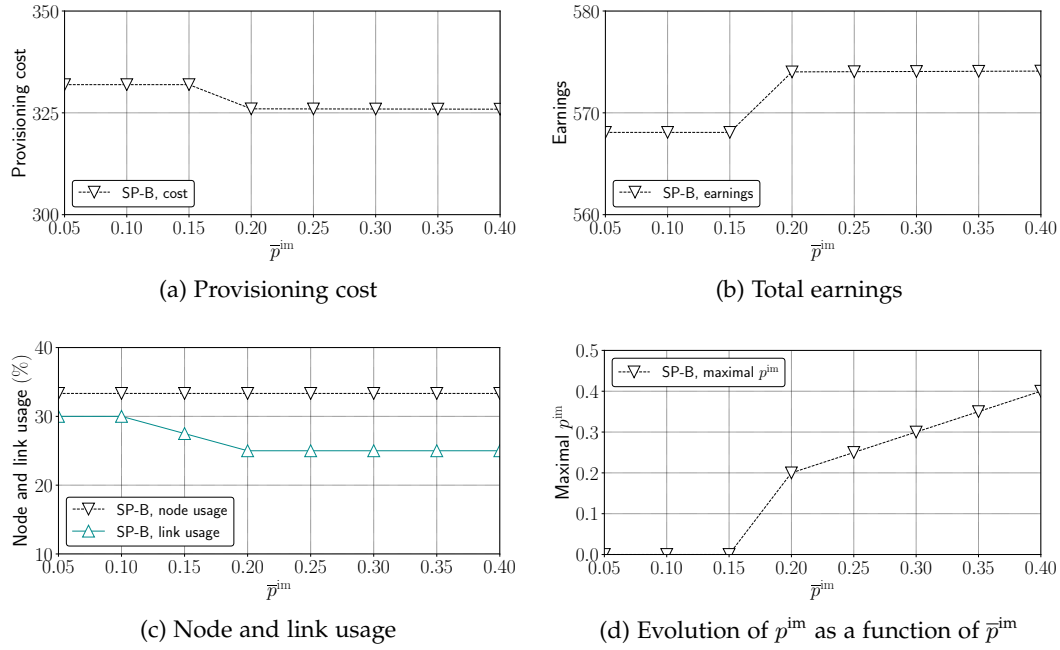 350
325
300
Provisioning cost
SP-B, cost
0.05 0.10 0.15 0.20 0.25 0.30 0.35 0.40
p̅^im
(a) Provisioning cost
580
570
560
Earnings
SP-B, earnings
0.05 0.10 0.15 0.20 0.25 0.30 0.35 0.40
p̅^im
(b) Total earnings
40
30
20
10
Node and link usage (%)
SP-B, node usage
SP-B, link usage
0.05 0.10 0.15 0.20 0.25 0.30 0.35 0.40
p̅^im
(c) Node and link usage
0.5
0.4
0.3
0.2
0.1
0.0
Maximal p^im
SP-B, maximal p^im
0.05 0.10 0.15 0.20 0.25 0.30 0.35 0.40
p̅^im
(d) Evolution of p^im as a function of p̅^im